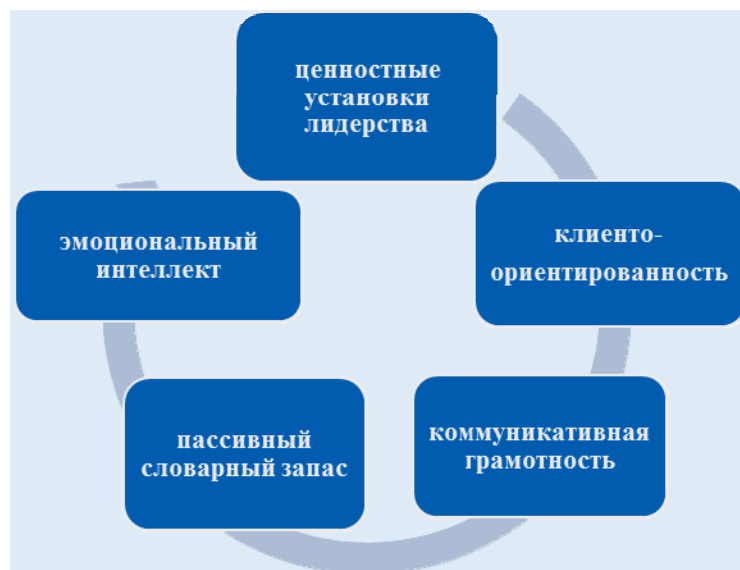 ценностные
установки
лидерства
клиенто-
ориентированность
коммуникативная
грамотность
пассивный
словарный запас
эмоциональный
интеллект